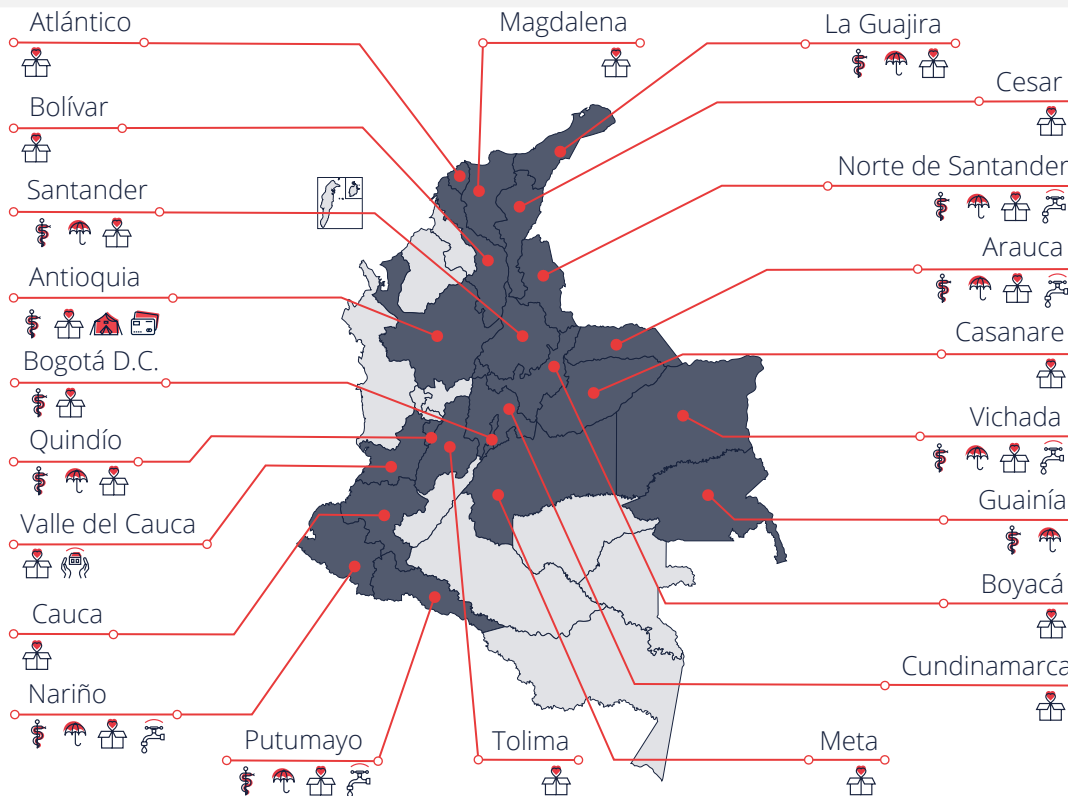 Atlántico
Magdalena
La Guajira
Bolívar
Cesar
Santander
Norte de Santander
Antioquia
Arauca
Bogotá D.C.
Casanare
Quindío
Vichada
Valle del Cauca
Guainía
Cauca
Boyacá
Nariño
Cundinamarca
Putumayo
Tolima
Meta